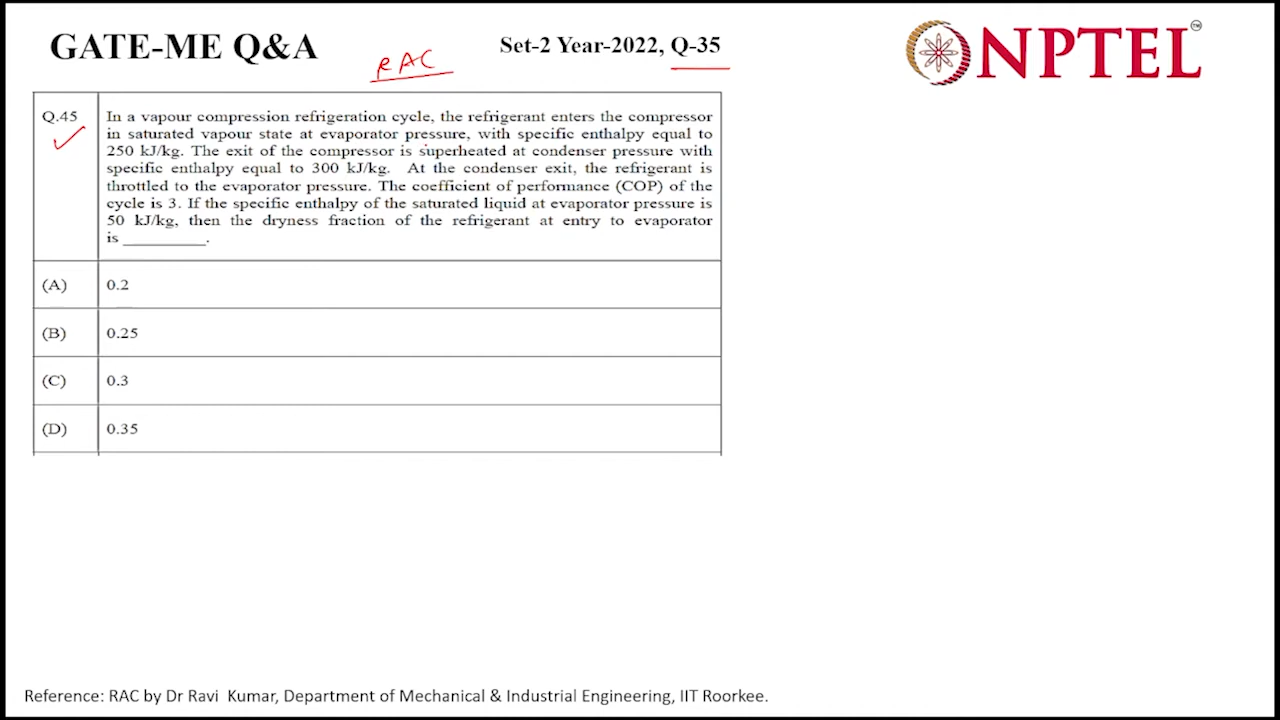 GATE-ME Q&A
Set-2 Year-2022, Q-35
RAC
NPTEL
TM
Q.45
In a vapour compression refrigeration cycle, the refrigerant enters the compressor
in saturated vapour state at evaporator pressure, with specific enthalpy equal to
250 kJ/kg. The exit of the compressor is superheated at condenser pressure with
specific enthalpy equal to 300 kJ/kg. At the condenser exit, the refrigerant is
throttled to the evaporator pressure. The coefficient of performance (COP) of the
cycle is 3. If the specific enthalpy of the saturated liquid at evaporator pressure is
50 kJ/kg, then the dryness fraction of the refrigerant at entry to evaporator
is __________.
(A) 0.2
(B) 0.25
(C) 0.3
(D) 0.35
Reference: RAC by Dr Ravi Kumar, Department of Mechanical & Industrial Engineering, IIT Roorkee.